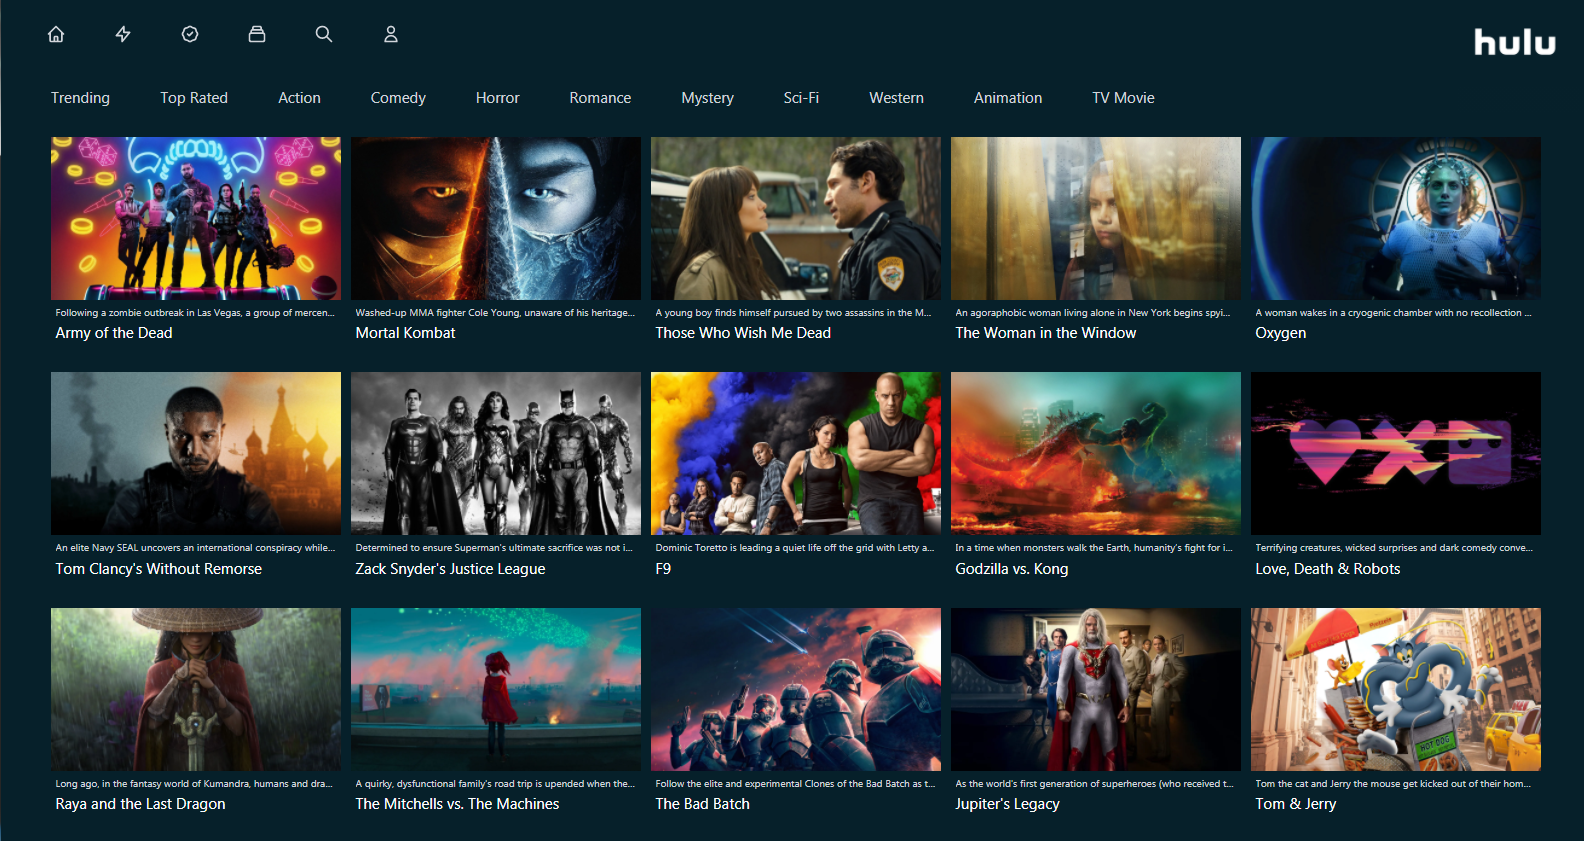 hulu
Trending Top Rated Action Comedy Horror Romance Mystery Sci-Fi Western Animation TV Movie
Following a zombie outbreak in Las Vegas, a group of mercen...
Army of the Dead
Washed-up MMA fighter Cole Young, unaware of his heritage...
Mortal Kombat
A young boy finds himself pursued by two assassins in the M...
Those Who Wish Me Dead
An agoraphobic woman living alone in New York begins spyi...
The Woman in the Window
A woman wakes in a cryogenic chamber with no recollection ...
Oxygen
An elite Navy SEAL uncovers an international conspiracy while...
Tom Clancy's Without Remorse
Determined to ensure Superman's ultimate sacrifice was not i...
Zack Snyder's Justice League
Dominic Toretto is leading a quiet life off the grid with Letty a...
F9
In a time when monsters walk the Earth, humanity's fight for i...
Godzilla vs. Kong
Terrifying creatures, wicked surprises and dark comedy conve...
Love, Death & Robots
Long ago, in the fantasy world of Kumandra, humans and dra...
Raya and the Last Dragon
A quirky, dysfunctional family's road trip is upended when the...
The Mitchells vs. The Machines
Follow the elite and experimental Clones of the Bad Batch as t...
The Bad Batch
As the world's first generation of superheroes (who received t...
Jupiter's Legacy
HOT DOG
Tom the cat and Jerry the mouse get kicked out of their hom...
Tom & Jerry